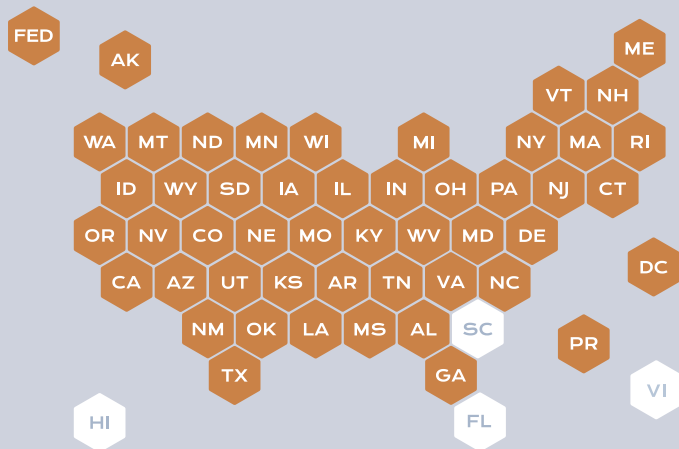 FED
AK
ME
VT NH
WA MT ND MN WI MI NY MA RI
ID WY SD IA IL IN OH PA NJ CT
OR NV CO NE MO KY WV MD DE
DC
CA AZ UT KS AR TN VA NC
NM OK LA MS AL SC
PR
TX GA
VI
HI FL